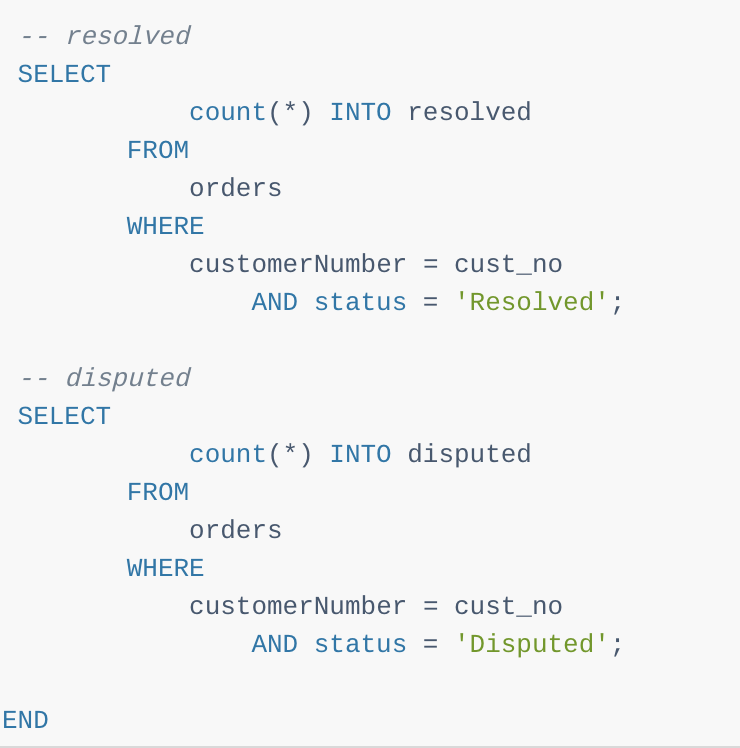 -- resolved
SELECT
count(*) INTO resolved
FROM
orders
WHERE
customerNumber = cust_no
AND status = 'Resolved';
-- disputed
SELECT
count(*) INTO disputed
FROM
orders
WHERE
customerNumber = cust_no
AND status = 'Disputed';
END